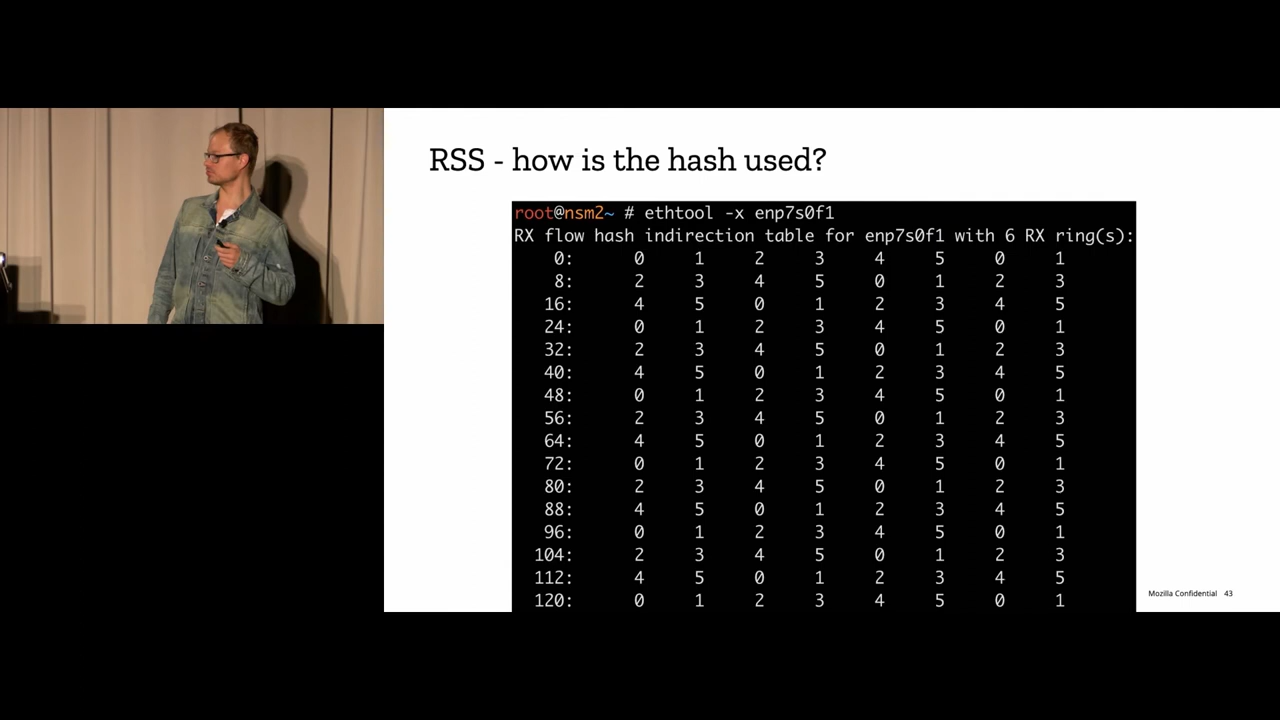 RSS - how is the hash used?
root@nsm2~ # ethtool -x enp7s0f1
RX flow hash indirection table for enp7s0f1 with 6 RX ring(s):
0: 0 1 2 3 4 5 0 1
8: 2 3 4 5 0 1 2 3
16: 4 5 0 1 2 3 4 5
24: 0 1 2 3 4 5 0 1
32: 2 3 4 5 0 1 2 3
40: 4 5 0 1 2 3 4 5
48: 0 1 2 3 4 5 0 1
56: 2 3 4 5 0 1 2 3
64: 4 5 0 1 2 3 4 5
72: 0 1 2 3 4 5 0 1
80: 2 3 4 5 0 1 2 3
88: 4 5 0 1 2 3 4 5
96: 0 1 2 3 4 5 0 1
104: 2 3 4 5 0 1 2 3
112: 4 5 0 1 2 3 4 5
120: 0 1 2 3 4 5 0 1
Mozilla Confidential 43